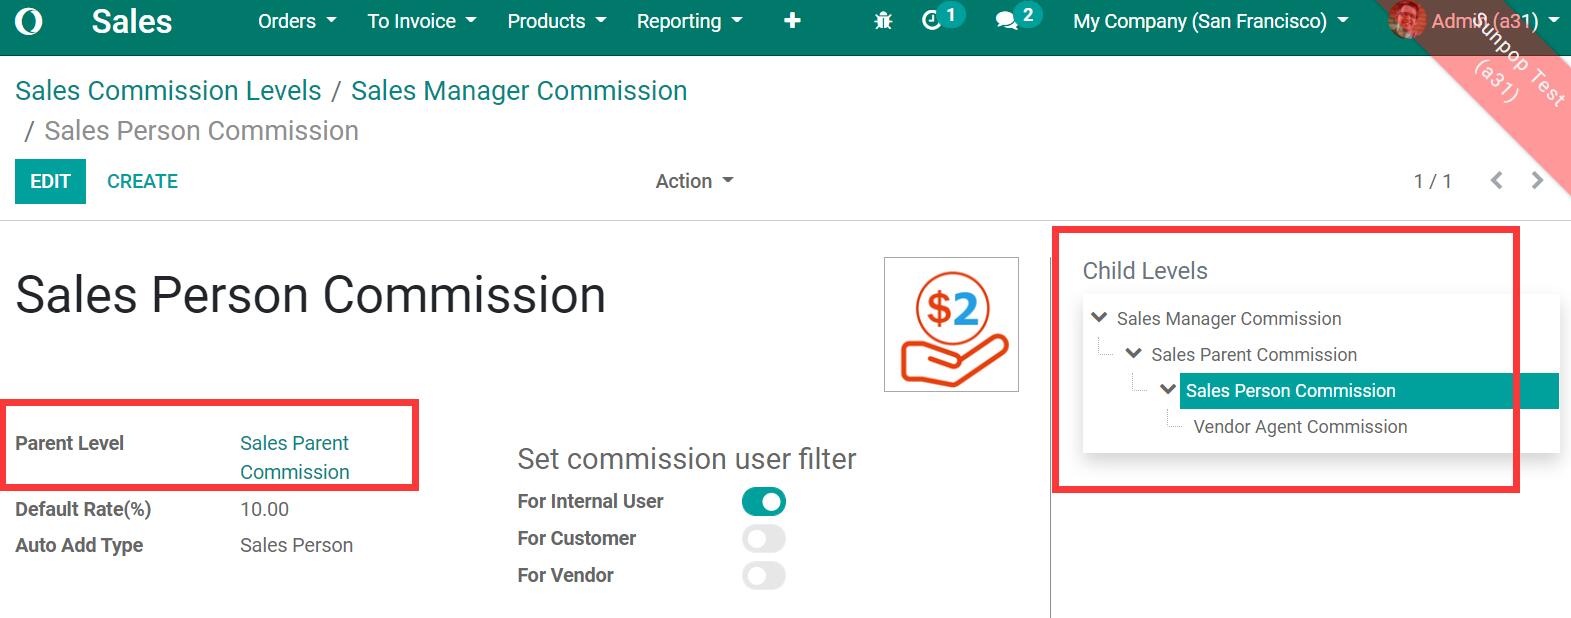 Sales
Orders
To Invoice
Products
Reporting
1
2
My Company (San Francisco)
Admin (a31)
Sunpop Test
(a31)
Sales Commission Levels / Sales Manager Commission
/ Sales Person Commission
EDIT
CREATE
Action
1 / 1
Sales Person Commission
$2
Parent Level
Sales Parent
Commission
Default Rate(%)
10.00
Auto Add Type
Sales Person
Set commission user filter
For Internal User
For Customer
For Vendor
Child Levels
Sales Manager Commission
Sales Parent Commission
Sales Person Commission
Vendor Agent Commission